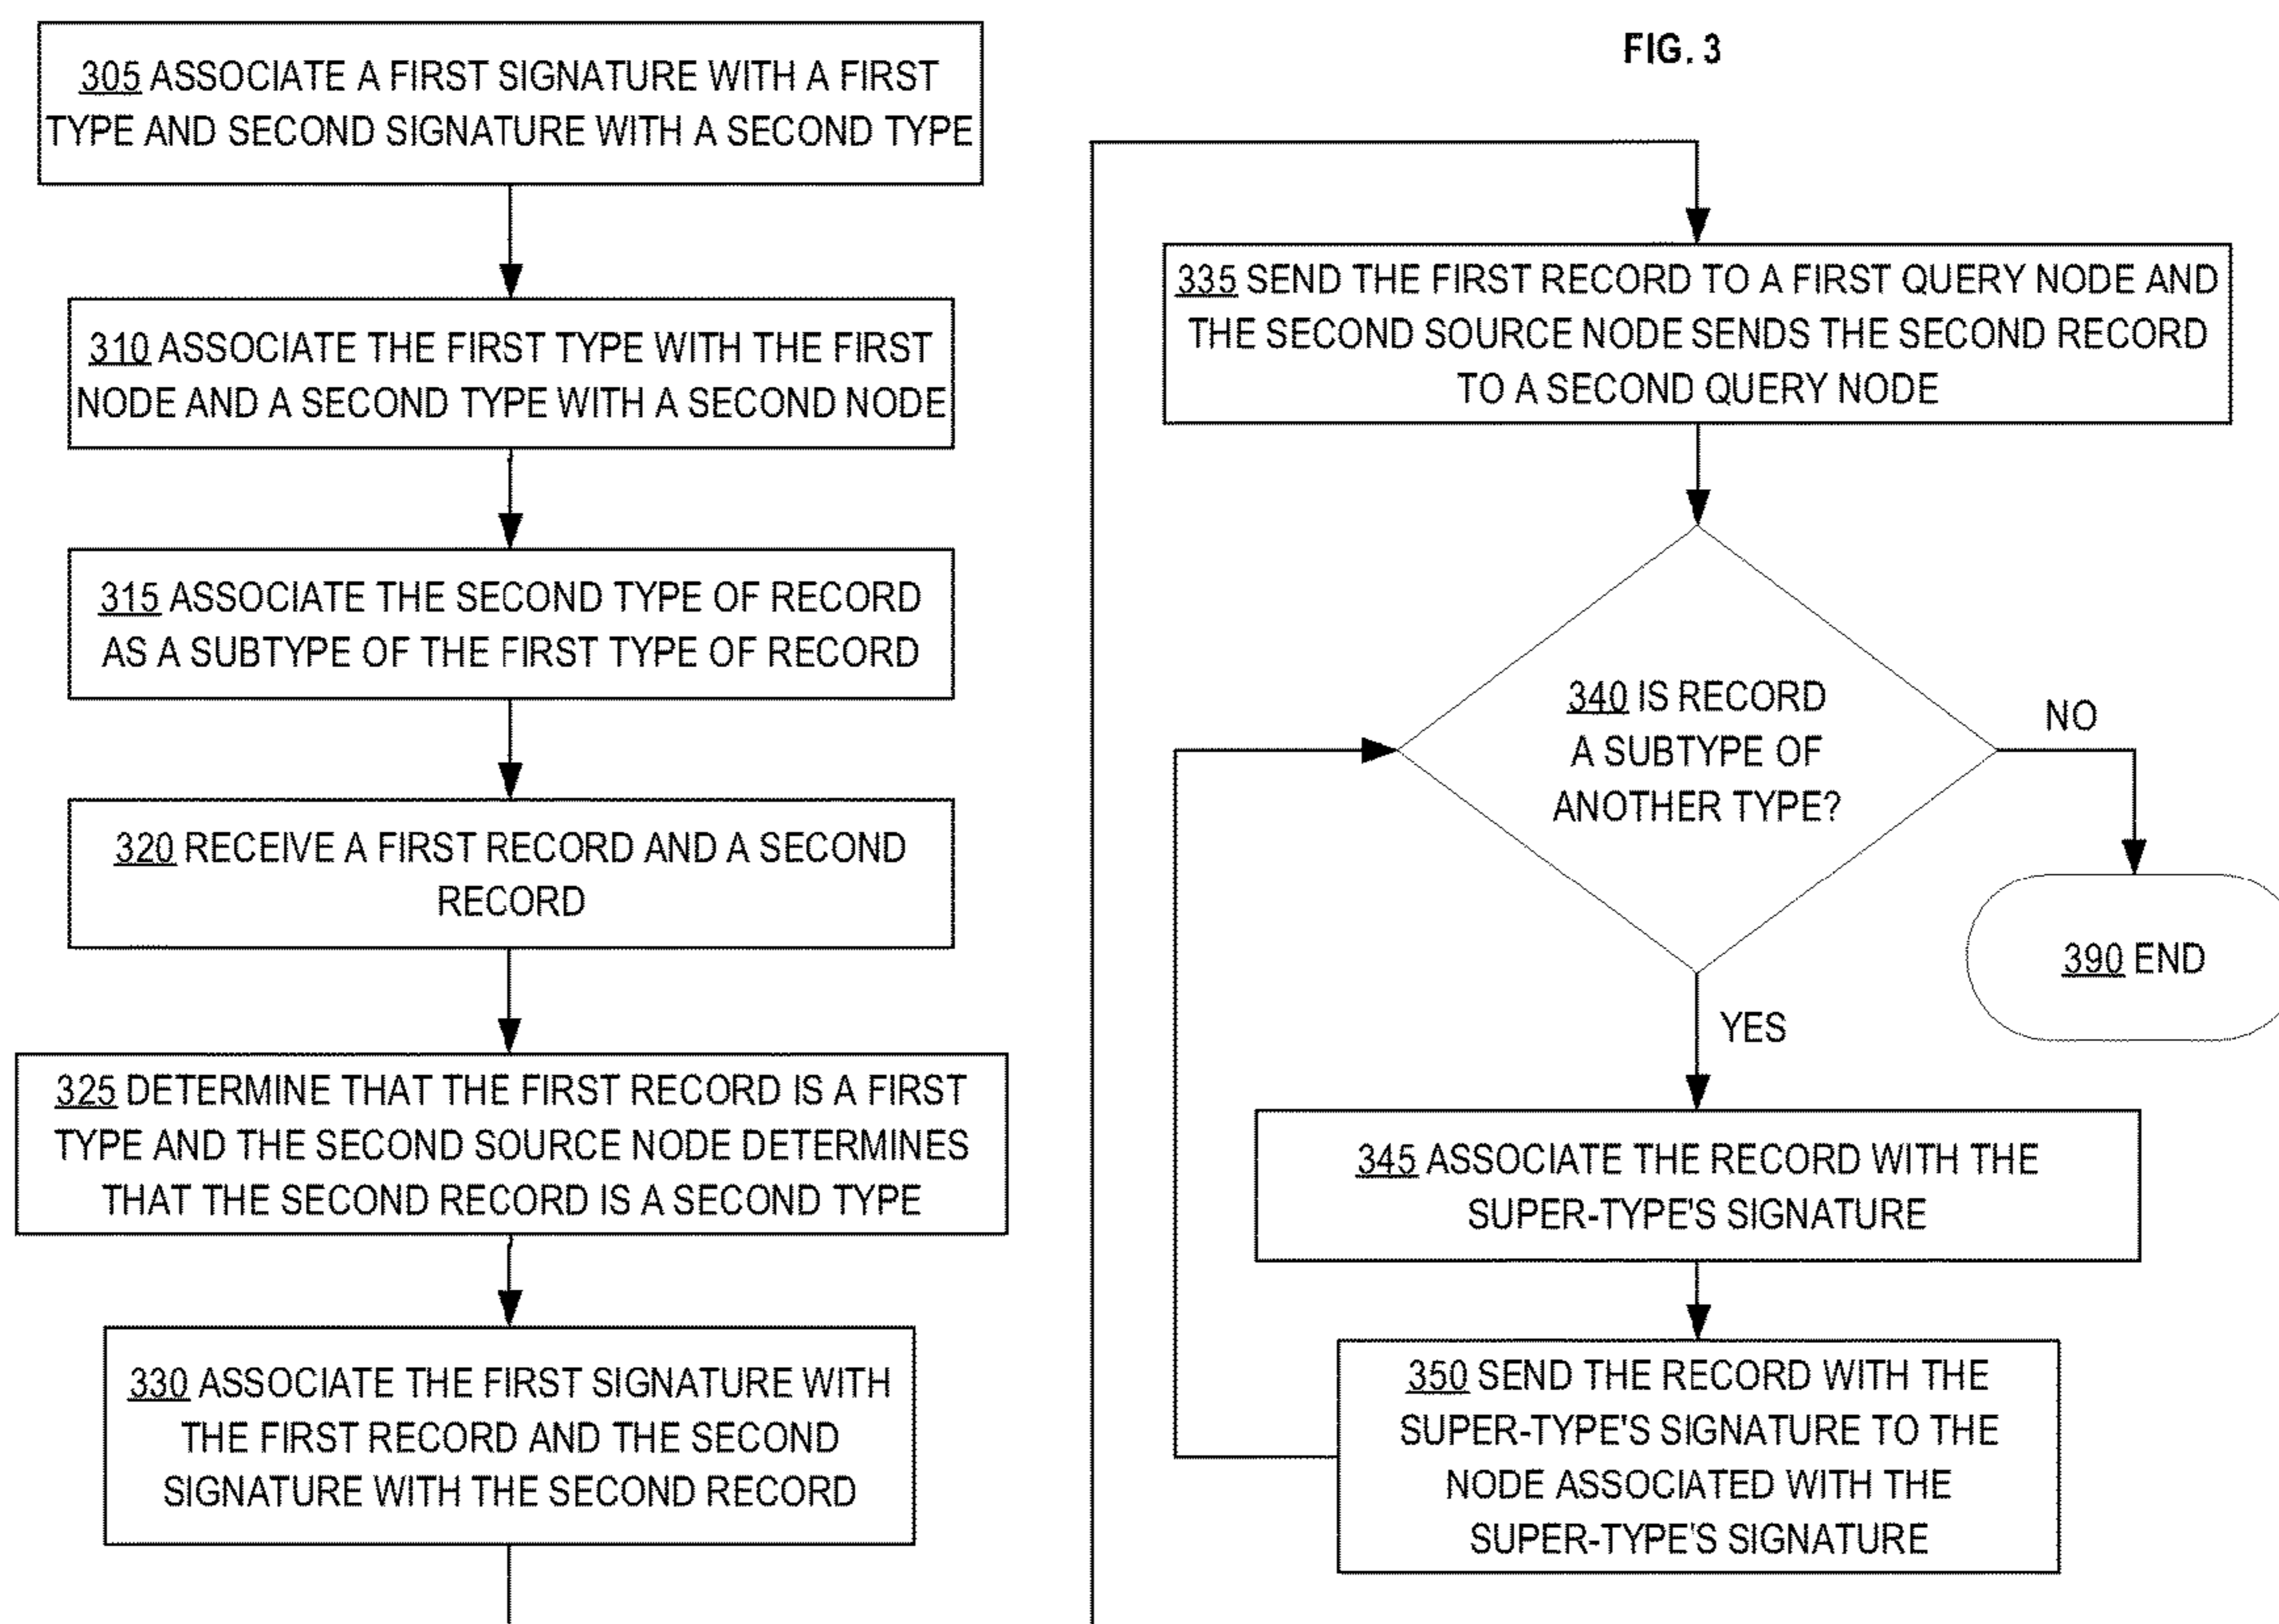 FIG. 3
305 ASSOCIATE A FIRST SIGNATURE WITH A FIRST
TYPE AND SECOND SIGNATURE WITH A SECOND TYPE
310 ASSOCIATE THE FIRST TYPE WITH THE FIRST
NODE AND A SECOND TYPE WITH A SECOND NODE
315 ASSOCIATE THE SECOND TYPE OF RECORD
AS A SUBTYPE OF THE FIRST TYPE OF RECORD
320 RECEIVE A FIRST RECORD AND A SECOND
RECORD
325 DETERMINE THAT THE FIRST RECORD IS A FIRST
TYPE AND THE SECOND SOURCE NODE DETERMINES
THAT THE SECOND RECORD IS A SECOND TYPE
330 ASSOCIATE THE FIRST SIGNATURE WITH
THE FIRST RECORD AND THE SECOND
SIGNATURE WITH THE SECOND RECORD
335 SEND THE FIRST RECORD TO A FIRST QUERY NODE AND
THE SECOND SOURCE NODE SENDS THE SECOND RECORD
TO A SECOND QUERY NODE
340 IS RECORD
A SUBTYPE OF
ANOTHER TYPE?
NO
390 END
YES
345 ASSOCIATE THE RECORD WITH THE
SUPER-TYPE'S SIGNATURE
350 SEND THE RECORD WITH THE
SUPER-TYPE'S SIGNATURE TO THE
NODE ASSOCIATED WITH THE
SUPER-TYPE'S SIGNATURE